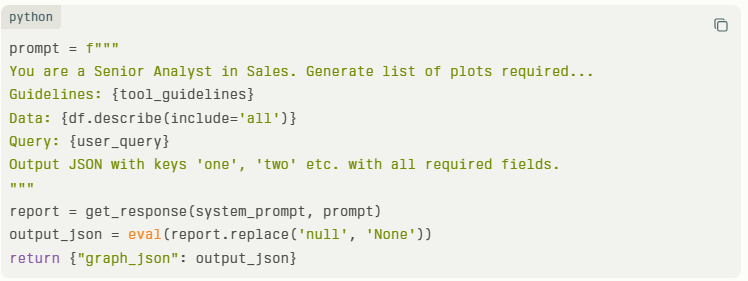 python
prompt = f"""
You are a Senior Analyst in Sales. Generate list of plots required...
Guidelines: {tool_guidelines}
Data: {df.describe(include='all')}
Query: {user_query}
Output JSON with keys 'one', 'two' etc. with all required fields.
"""
report = get_response(system_prompt, prompt)
output_json = eval(report.replace('null', 'None'))
return {"graph_json": output_json}